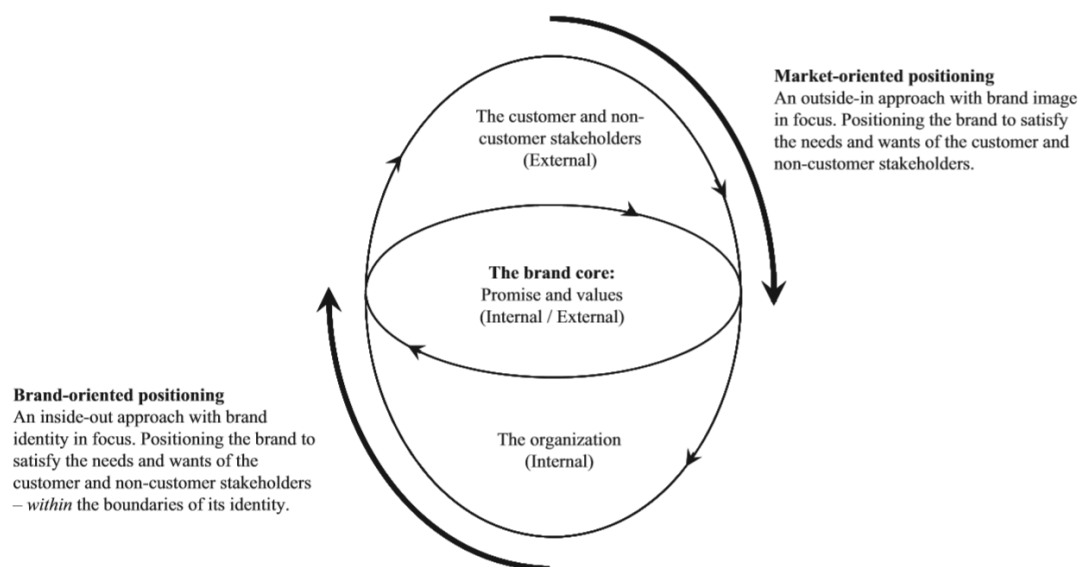 Market-oriented positioning
An outside-in approach with brand image
in focus. Positioning the brand to satisfy
the needs and wants of the customer and
non-customer stakeholders.
The customer and non-
customer stakeholders
(External)
The brand core:
Promise and values
(Internal / External)
Brand-oriented positioning
An inside-out approach with brand
identity in focus. Positioning the brand to
satisfy the needs and wants of the
customer and non-customer stakeholders
– within the boundaries of its identity.
The organization
(Internal)